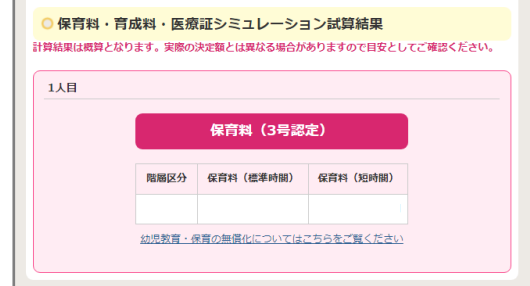 保育料・育成料・医療証シミュレーション試算結果
計算結果は概算となります。実際の決定額とは異なる場合がありますので目安としてご確認ください。
1人目
保育料（3号認定）
階層区分 保育料（標準時間） 保育料（短時間）
幼児教育・保育の無償化についてはこちらをご覧ください